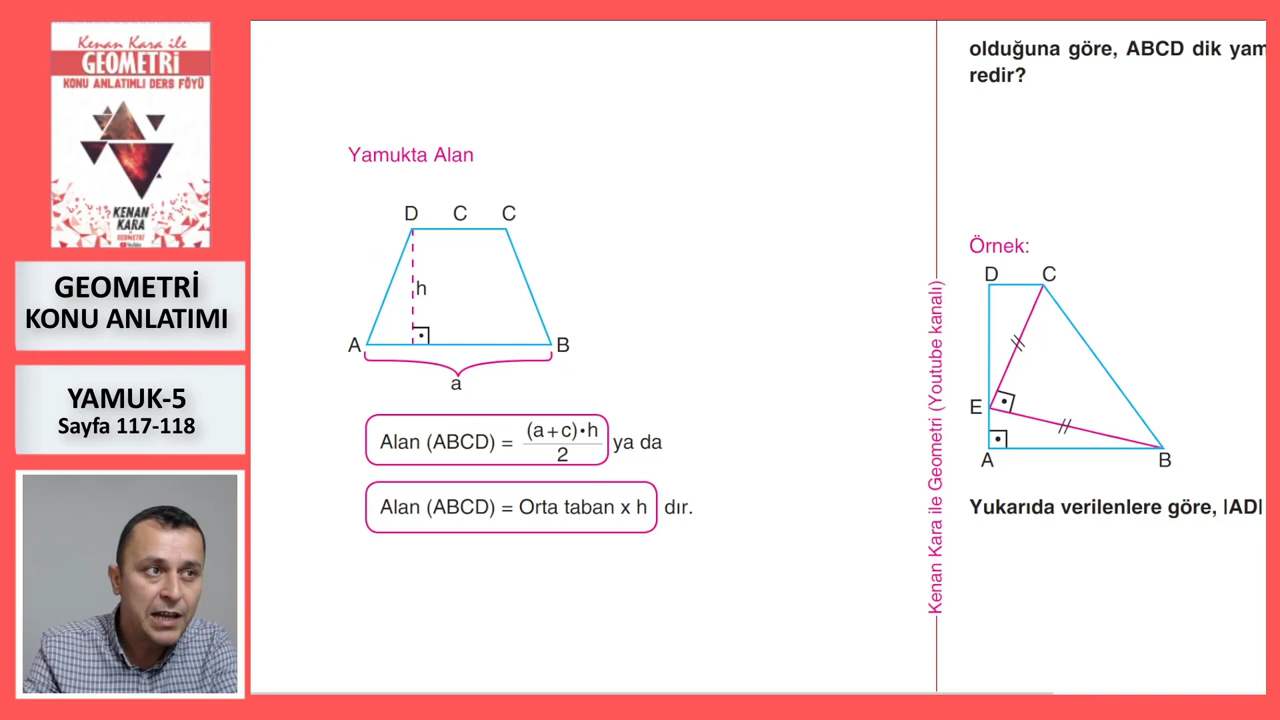 Kenan Kara ile
GEOMETRİ
KONU ANLATIMLI DERS FÖYÜ
KENAN
KARA
GEOMETRİ
YouTube
GEOMETRİ
KONU ANLATIMI
YAMUK-5
Sayfa 117-118
Yamukta Alan
D C C
h
A B
a
Alan (ABCD) = (a+c)•h / 2 ya da
Alan (ABCD) = Orta taban x h dır.
Kenan Kara ile Geometri (Youtube kanalı)
olduğuna göre, ABCD dik yam
redir?
Örnek:
D C
E
A B
Yukarıda verilenlere göre, |AD|